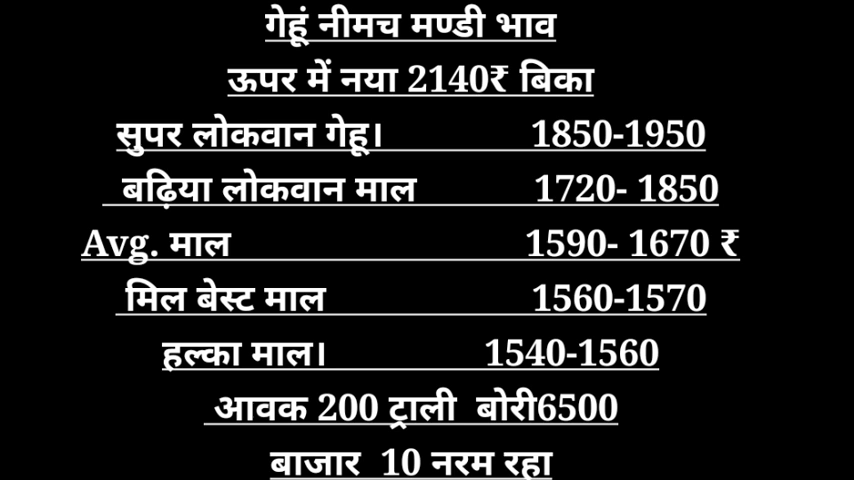 गेहूं नीमच मण्डी भाव
ऊपर में नया 2140₹ बिका
सुपर लोकवान गेहू। 1850-1950
बढ़िया लोकवान माल 1720- 1850
Avg. माल 1590- 1670 ₹
मिल बेस्ट माल 1560-1570
हल्का माल। 1540-1560
आवक 200 ट्राली बोरी6500
बाजार 10 नरम रहा